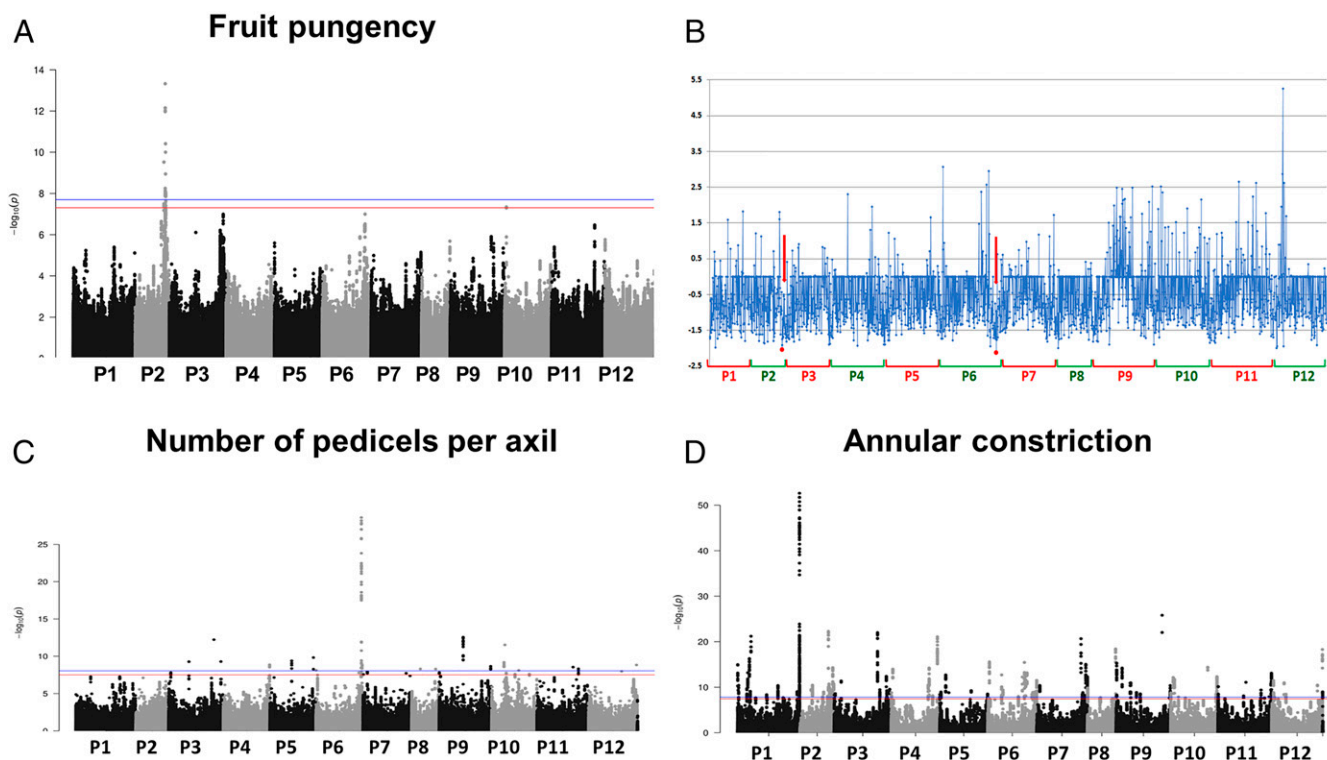 A
Fruit pungency
14
12
10
8
6
4
2
0
−log10(p)
P1 P2 P3 P4 P5 P6 P7 P8 P9 P10 P11 P12
B
5.5
4.5
3.5
2.5
1.5
0.5
-0.5
-1.5
-2.5
P1 P2 P3 P4 P5 P6 P7 P8 P9 P10 P11 P12
C
Number of pedicels per axil
25
20
15
10
5
0
−log10(p)
P1 P2 P3 P4 P5 P6 P7 P8 P9 P10 P11 P12
D
Annular constriction
50
40
30
20
10
0
−log10(p)
P1 P2 P3 P4 P5 P6 P7 P8 P9 P10 P11 P12